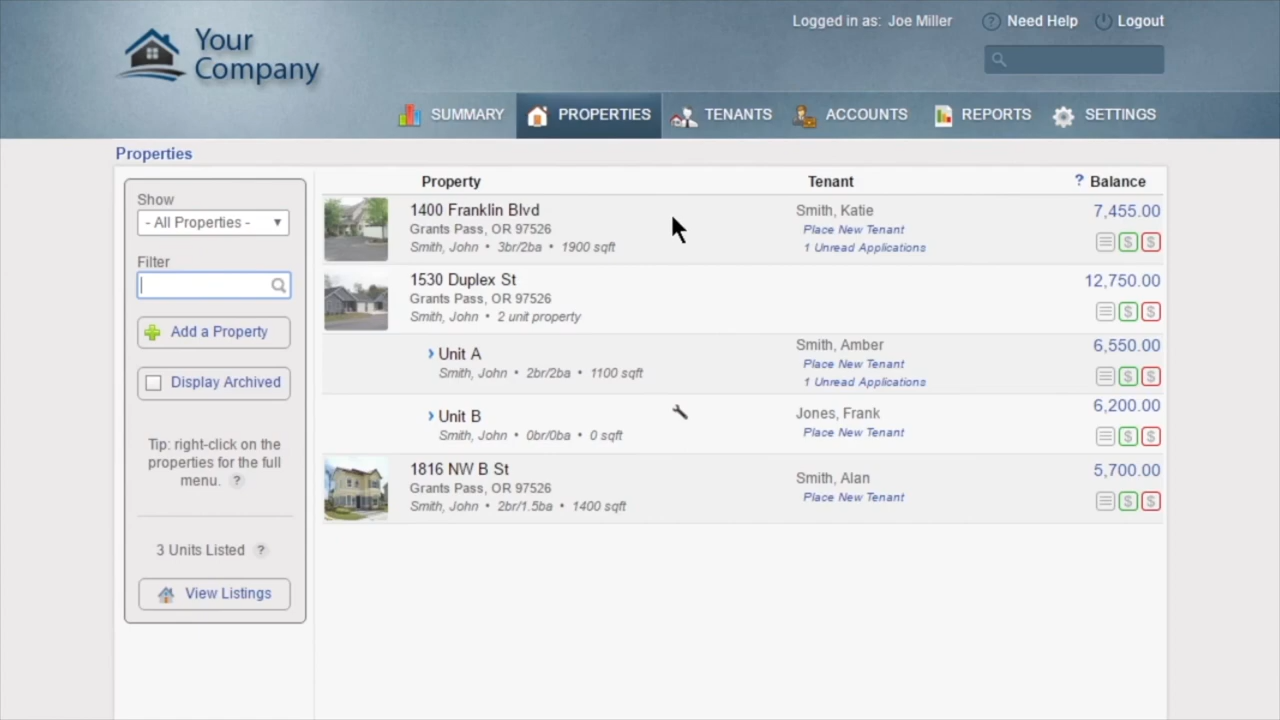 Logged in as: Joe Miller
? Need Help
Logout
Your
Company
SUMMARY
PROPERTIES
TENANTS
ACCOUNTS
REPORTS
SETTINGS
Properties
Show
- All Properties -
Filter
Add a Property
Display Archived
Tip: right-click on the
properties for the full
menu. ?
3 Units Listed ?
View Listings
Property
Tenant
? Balance
1400 Franklin Blvd
Grants Pass, OR 97526
Smith, John • 3br/2ba • 1900 sqft
Smith, Katie
Place New Tenant
1 Unread Applications
7,455.00
$ $
1530 Duplex St
Grants Pass, OR 97526
Smith, John • 2 unit property
12,750.00
$ $
› Unit A
Smith, John • 2br/2ba • 1100 sqft
Smith, Amber
Place New Tenant
1 Unread Applications
6,550.00
$ $
› Unit B
Smith, John • 0br/0ba • 0 sqft
Jones, Frank
Place New Tenant
6,200.00
$ $
1816 NW B St
Grants Pass, OR 97526
Smith, John • 2br/1.5ba • 1400 sqft
Smith, Alan
Place New Tenant
5,700.00
$ $